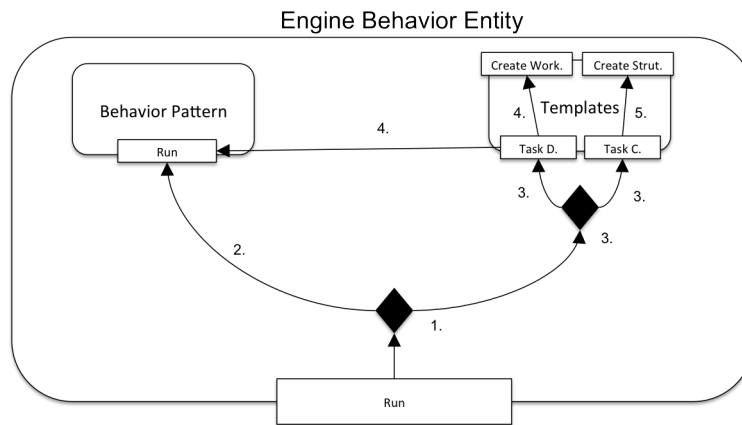 Engine Behavior Entity
Create Work.
Create Strut.
Behavior Pattern
4.
Templates
5.
4.
Run
Task D.
Task C.
3.
3.
3.
2.
1.
Run